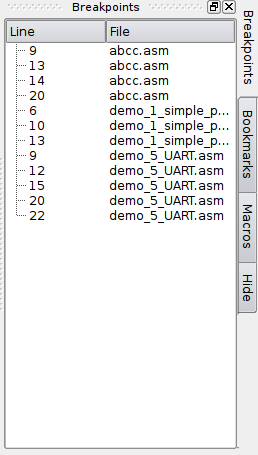 Breakpoints
Line File
9 abcc.asm
13 abcc.asm
14 abcc.asm
20 abcc.asm
6 demo_1_simple_p...
10 demo_1_simple_p...
13 demo_1_simple_p...
9 demo_5_UART.asm
12 demo_5_UART.asm
15 demo_5_UART.asm
20 demo_5_UART.asm
22 demo_5_UART.asm
Breakpoints
Bookmarks
Macros
Hide